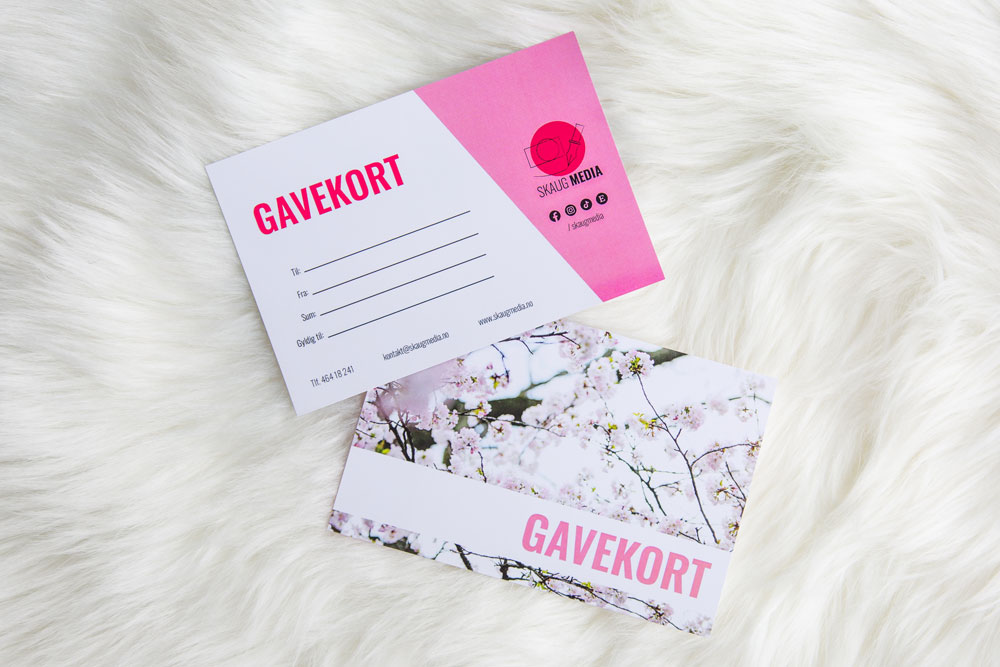 GAVEKORT
Til:
Fra:
Sum:
Gyldig til:
Tlf. 464 18 241
kontakt@skaugmedia.no
www.skaugmedia.no
SKAUG MEDIA
/ skaugmedia
GAVEKORT